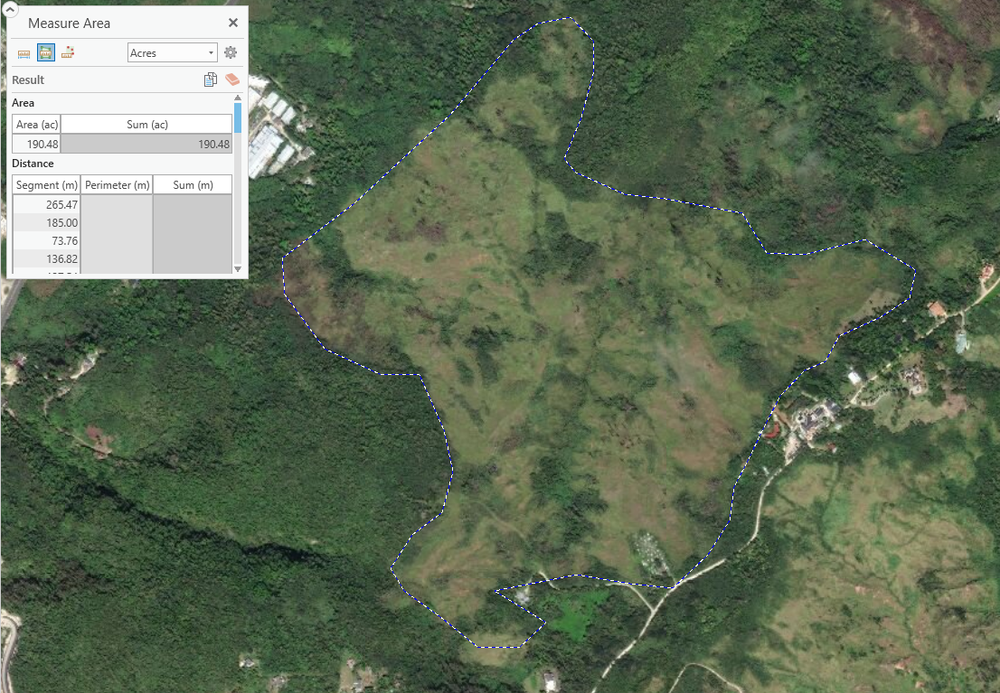 Measure Area
Acres
Result
Area
Area (ac) Sum (ac)
190.48 190.48
Distance
Segment (m) Perimeter (m) Sum (m)
265.47
185.00
73.76
136.82